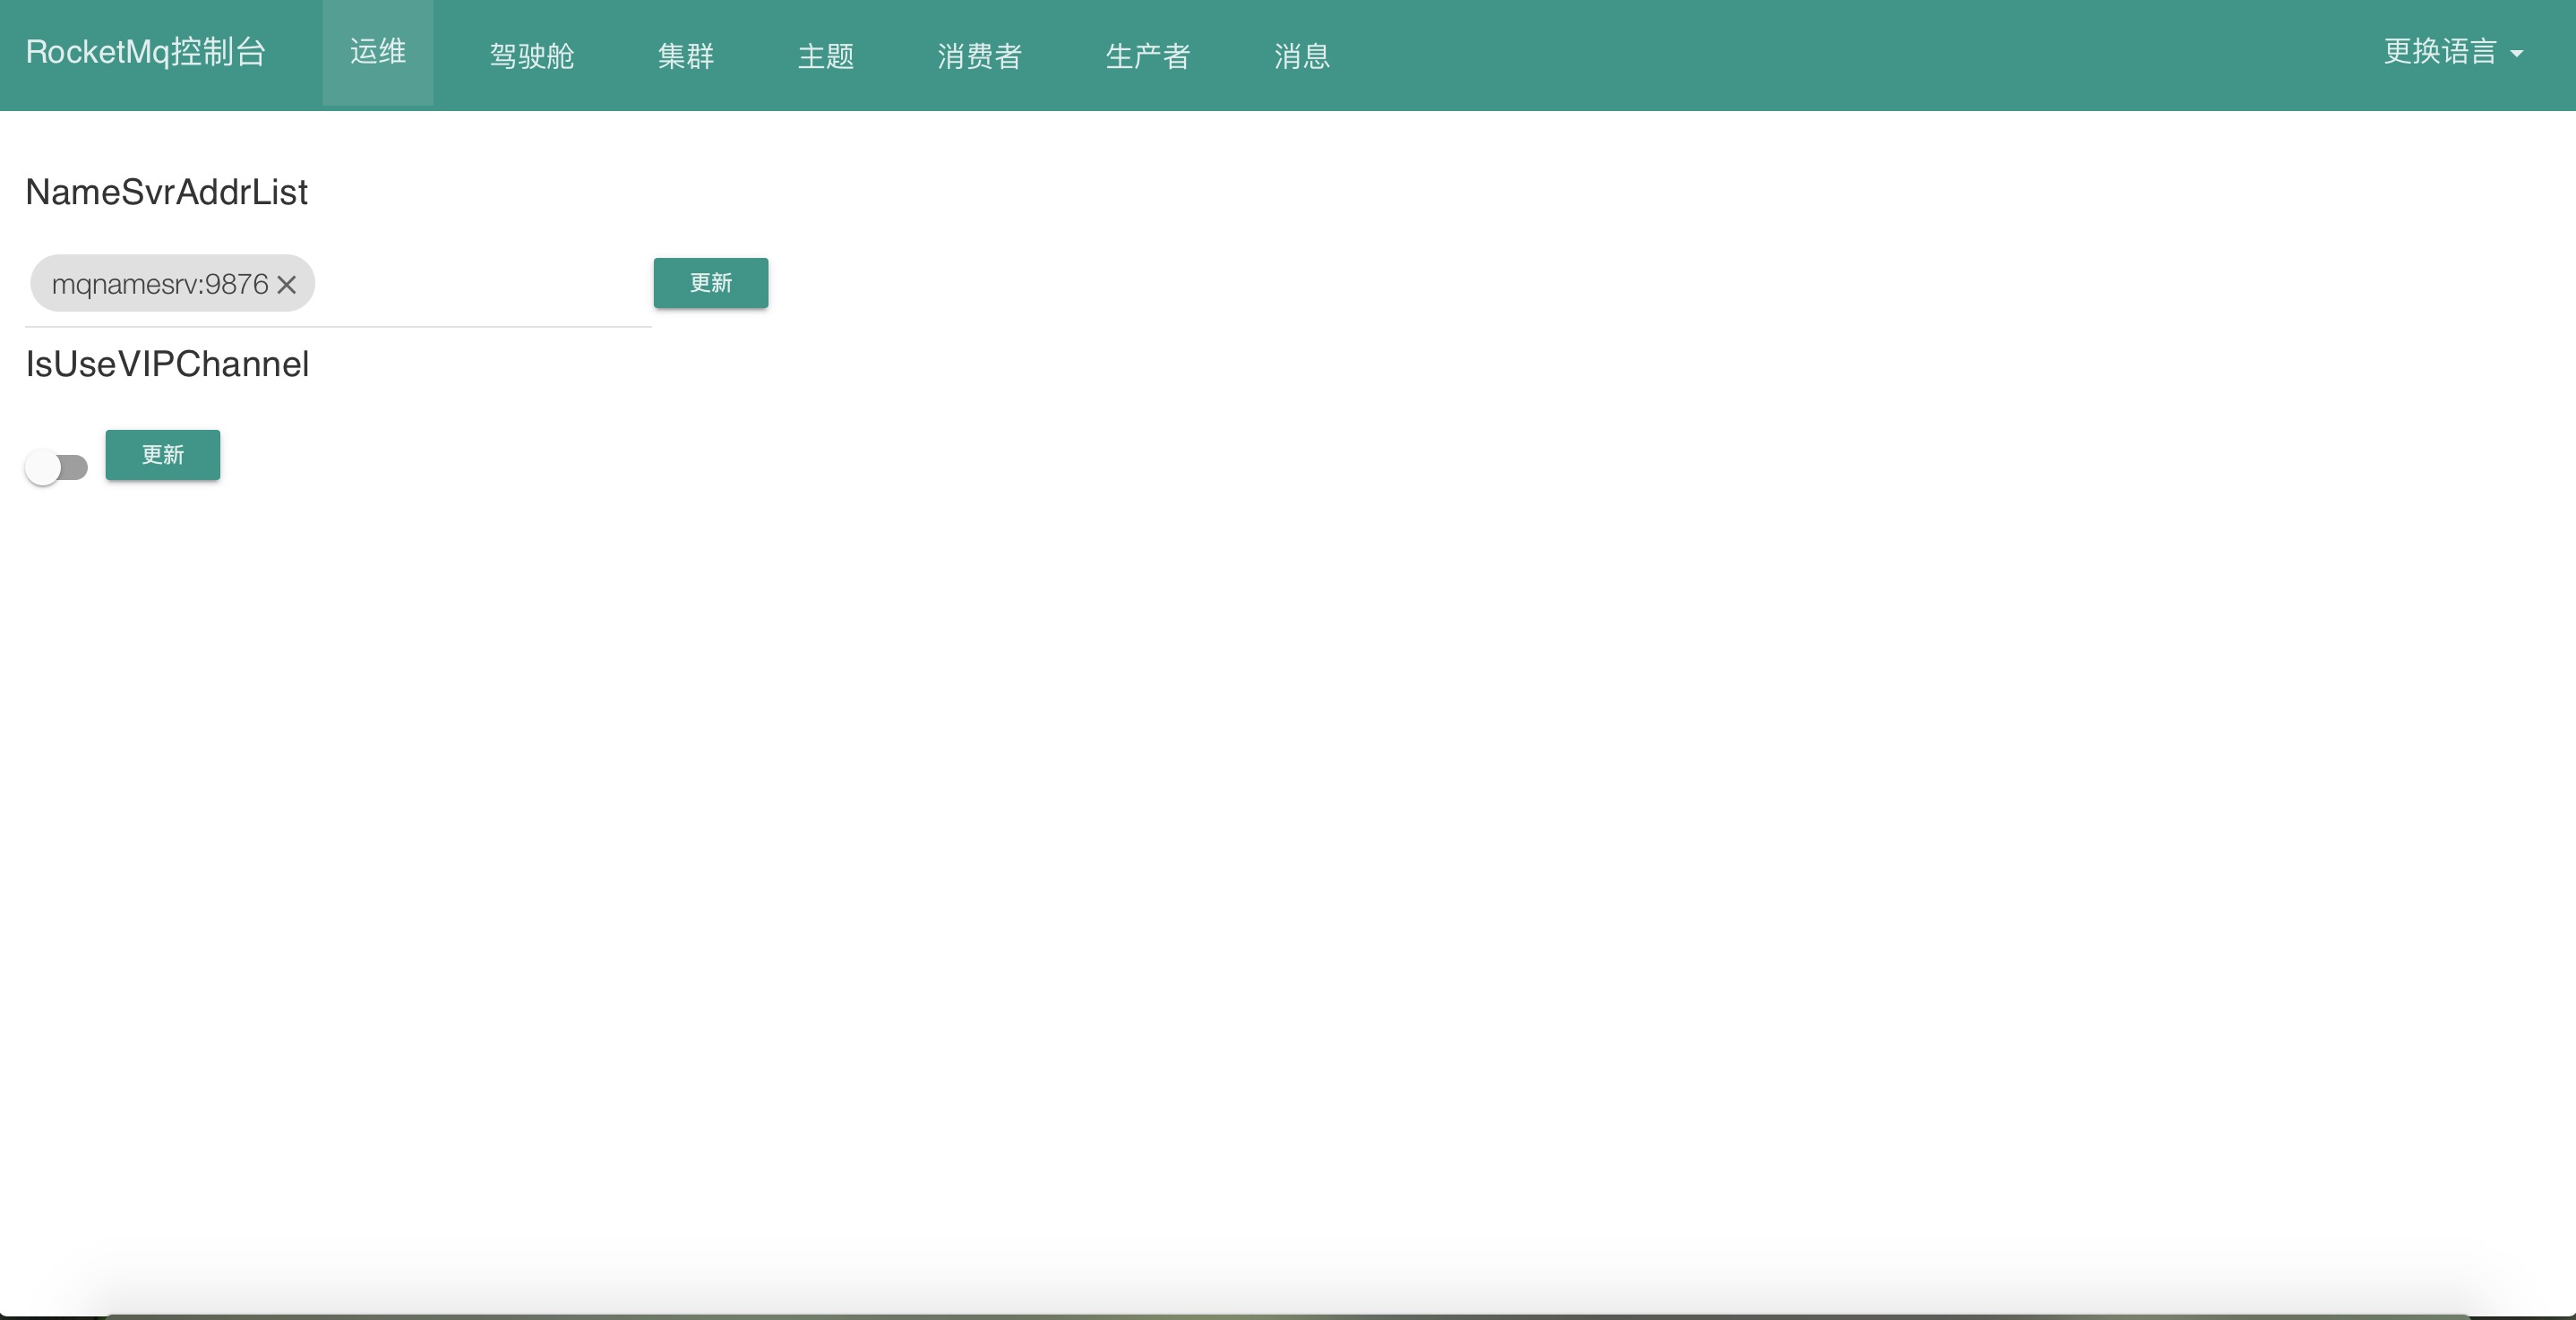 RocketMq控制台 运维 驾驶舱 集群 主题 消费者 生产者 消息 更换语言
NameSvrAddrList
mqnamesrv:9876 更新
IsUseVIPChannel
更新